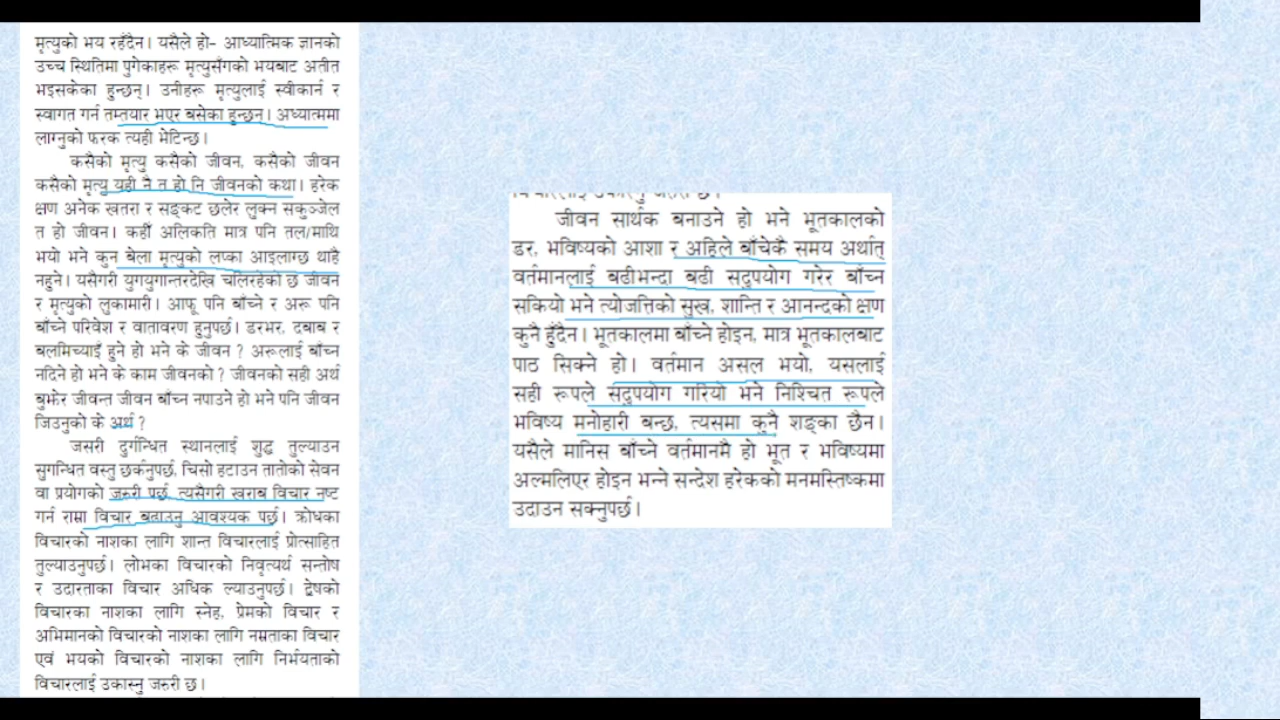 मृत्युको भय रहँदैन। यसैले हो- आध्यात्मिक ज्ञानको
उच्च स्थितिमा पुगेकाहरू मृत्युसँगको भयबाट अतीत
भइसकेका हुन्छन्। उनीहरू मृत्युलाई स्वीकार्न र
स्वागत गर्न तम्तयार भएर बसेका हुन्छन्। अध्यात्ममा
लाग्नुको फरक त्यही भेटिन्छ।
कसैको मृत्यु कसैको जीवन, कसैको जीवन
कसैको मृत्यु यही नै त हो नि जीवनको कथा। हरेक
क्षण अनेक खतरा र सङ्कट छलेर लुक्न सकुञ्जेल
त हो जीवन। कहीँ अलिकति मात्र पनि तल/माथि
भयो भने कुन बेला मृत्युको लप्का आइलाग्छ थाहै
नहुने। यसैगरी युगयुगान्तरदेखि चलिरहेको छ जीवन
र मृत्युको लुकामारी। आफू पनि बाँच्ने र अरू पनि
बाँच्ने परिवेश र वातावरण हुनुपर्छ। डरभर, दबाब र
बलमिच्याइँ हुने हो भने के जीवन ? अरूलाई बाँच्न
नदिने हो भने के काम जीवनको ? जीवनको सही अर्थ
बुझेर जीवन्त जीवन बाँच्न नपाउने हो भने पनि जीवन
जिउनुको के अर्थ ?
जसरी दुर्गन्धित स्थानलाई शुद्ध तुल्याउन
सुगन्धित वस्तु छर्कनुपर्छ, चिसो हटाउन तातोको सेवन
वा प्रयोगको जरुरी पर्छ, त्यसैगरी खराब विचार नष्ट
गर्न राम्रा विचार बढाउनु आवश्यक पर्छ। क्रोधका
विचारको नाशका लागि शान्त विचारलाई प्रोत्साहित
तुल्याउनुपर्छ। लोभका विचारको निवृत्यर्थ सन्तोष
र उदारताका विचार अधिक ल्याउनुपर्छ। द्वेषको
विचारका नाशका लागि स्नेह, प्रेमको विचार र
अभिमानको विचारको नाशका लागि नम्रताका विचार
एवं भयको विचारको नाशका लागि निर्भयताको
विचारलाई उकास्नु जरुरी छ।
जीवन सार्थक बनाउने हो भने भूतकालको
डर, भविष्यको आशा र अहिले बाँचेकै समय अर्थात्
वर्तमानलाई बढीभन्दा बढी सदुपयोग गरेर बाँच्न
सकियो भने त्योजत्तिको सुख, शान्ति र आनन्दको क्षण
कुनै हुँदैन। भूतकालमा बाँच्ने होइन, मात्र भूतकालबाट
पाठ सिक्ने हो। वर्तमान असल भयो, यसलाई
सही रूपले सदुपयोग गरियो भने निश्चित रूपले
भविष्य मनोहारी बन्छ, त्यसमा कुनै शङ्का छैन।
यसैले मानिस बाँच्ने वर्तमानमै हो भूत र भविष्यमा
अल्मलिएर होइन भन्ने सन्देश हरेकको मनमस्तिष्कमा
उदाउन सक्नुपर्छ।